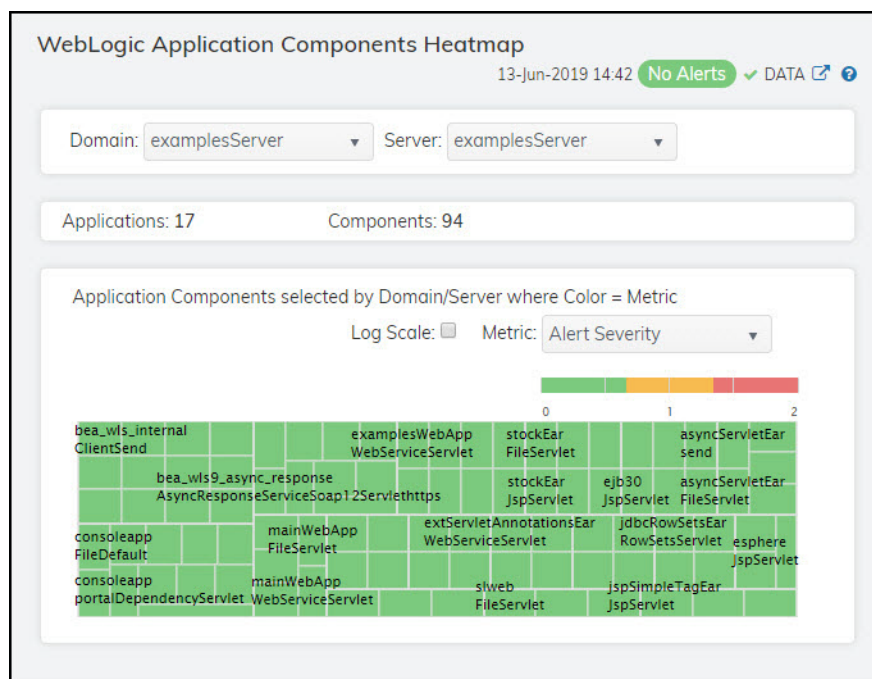 WebLogic Application Components Heatmap
13-Jun-2019 14:42 No Alerts DATA
Domain: examplesServer Server: examplesServer
Applications: 17 Components: 94
Application Components selected by Domain/Server where Color = Metric
Log Scale: Metric: Alert Severity
0 1 2
bea_wls_internal examplesWebApp stockEar asyncServletEar
ClientSend WebServiceServlet FileServlet send
bea_wls9_async_response stockEar ejb30 asyncServletEar
AsyncResponseServiceSoap12Servlethttps JspServlet JspServlet FileServlet
consoleapp mainWebApp extServletAnnotationsEar jdbcRowSetsEar esphere
FileDefault FileServlet WebServiceServlet RowSetsServlet JspServlet
consoleapp mainWebApp slweb jspSimpleTagEar
portalDependencyServlet WebServiceServlet FileServlet JspServlet